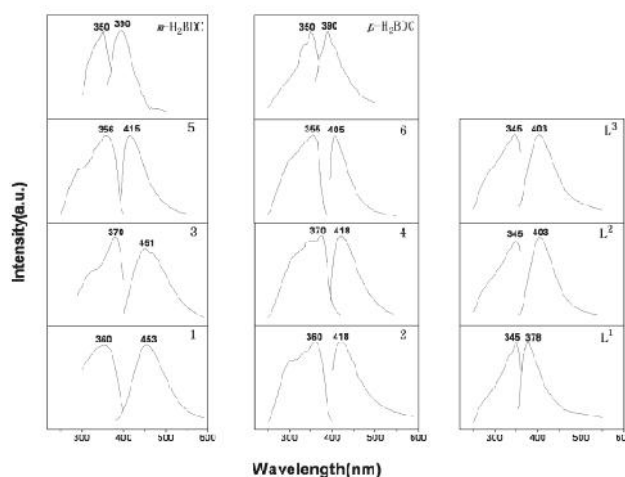 350 390 m-H₂BDC
350 390 p-H₂BDC
356 415 5
355 405 6
345 403 L³
370 451 3
370 418 4
345 403 L²
360 453 1
360 418 2
345 378 L¹
Intensity(a.u.)
300 400 500 600
300 400 500 600
300 400 500 600
Wavelength(nm)